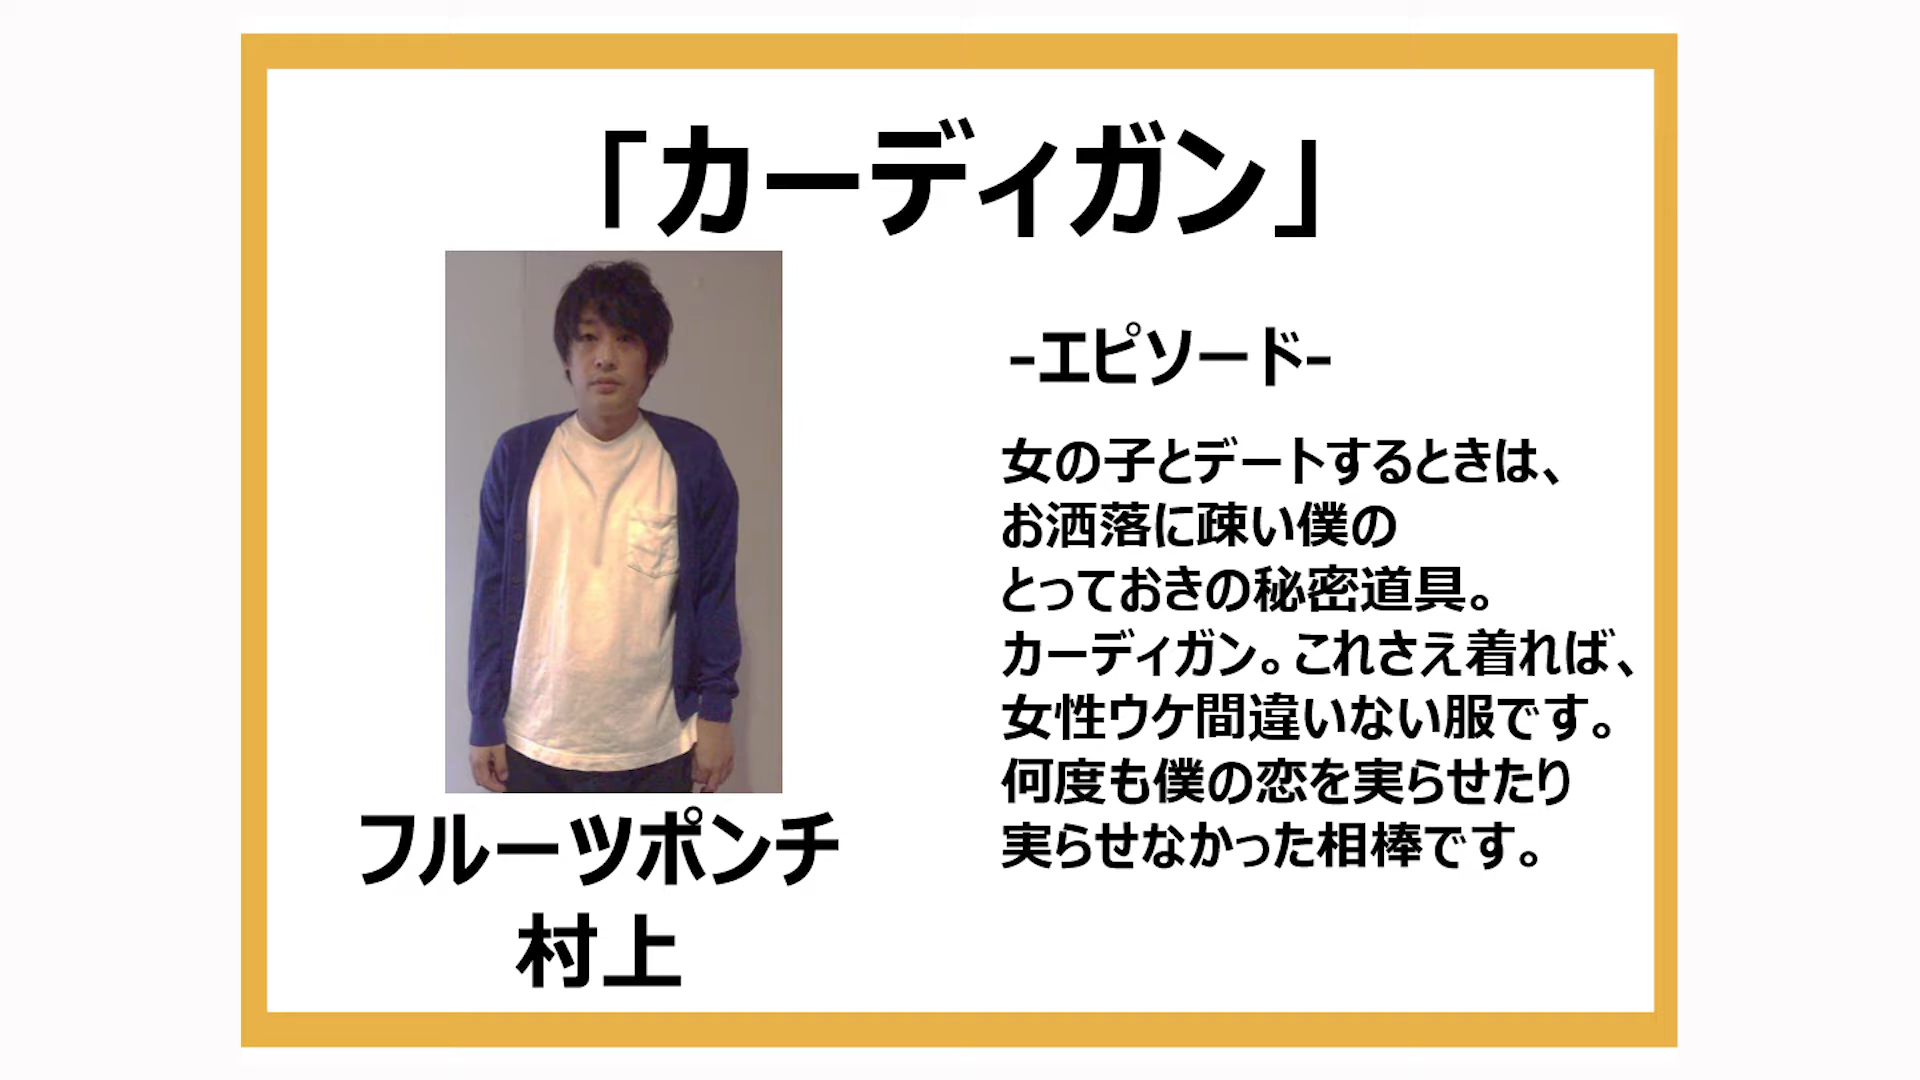 「カーディガン」
-エピソード-
女の子とデートするときは、
お洒落に疎い僕の
とっておきの秘密道具。
カーディガン。これさえ着れば、
女性ウケ間違いない服です。
何度も僕の恋を実らせたり
実らせなかった相棒です。
フルーツポンチ
村上